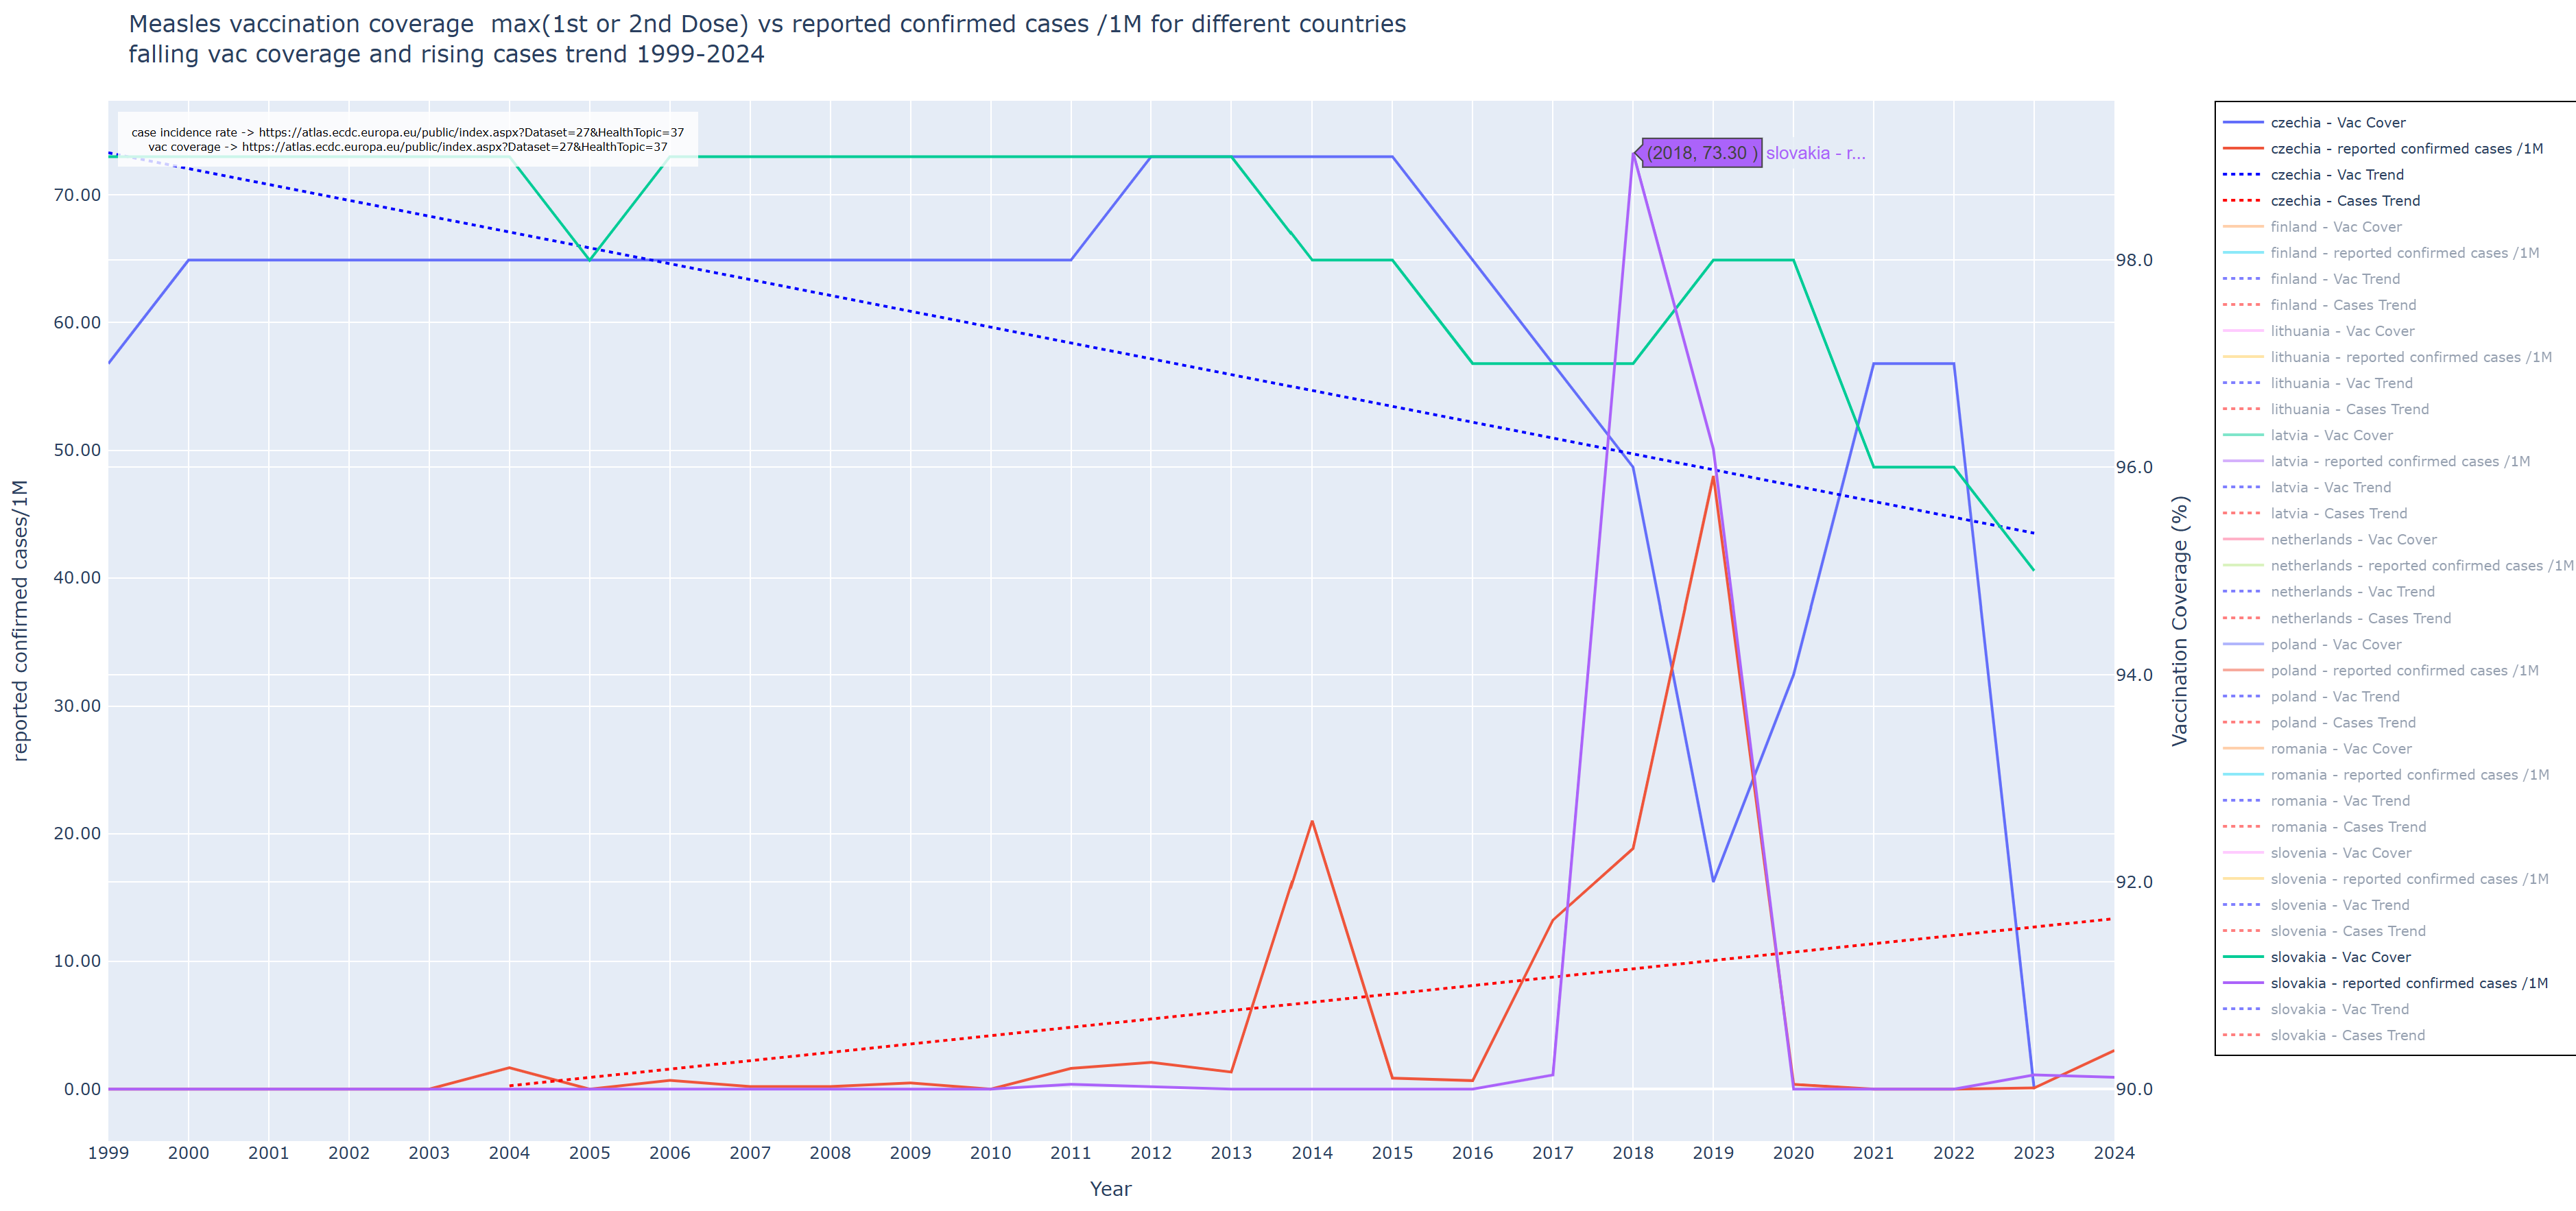 Measles vaccination coverage  max(1st or 2nd Dose) vs reported confirmed cases /1M for different countries
falling vac coverage and rising cases trend 1999-2024
case incidence rate -> https://atlas.ecdc.europa.eu/public/index.aspx?Dataset=27&HealthTopic=37
vac coverage -> https://atlas.ecdc.europa.eu/public/index.aspx?Dataset=27&HealthTopic=37
(2018, 73.30 ) slovakia - r...
reported confirmed cases/1M
70.00
60.00
50.00
40.00
30.00
20.00
10.00
0.00
98.0
96.0
94.0
92.0
90.0
Vaccination Coverage (%)
1999 2000 2001 2002 2003 2004 2005 2006 2007 2008 2009 2010 2011 2012 2013 2014 2015 2016 2017 2018 2019 2020 2021 2022 2023 2024
Year
czechia - Vac Cover
czechia - reported confirmed cases /1M
czechia - Vac Trend
czechia - Cases Trend
finland - Vac Cover
finland - reported confirmed cases /1M
finland - Vac Trend
finland - Cases Trend
lithuania - Vac Cover
lithuania - reported confirmed cases /1M
lithuania - Vac Trend
lithuania - Cases Trend
latvia - Vac Cover
latvia - reported confirmed cases /1M
latvia - Vac Trend
latvia - Cases Trend
netherlands - Vac Cover
netherlands - reported confirmed cases /1M
netherlands - Vac Trend
netherlands - Cases Trend
poland - Vac Cover
poland - reported confirmed cases /1M
poland - Vac Trend
poland - Cases Trend
romania - Vac Cover
romania - reported confirmed cases /1M
romania - Vac Trend
romania - Cases Trend
slovenia - Vac Cover
slovenia - reported confirmed cases /1M
slovenia - Vac Trend
slovenia - Cases Trend
slovakia - Vac Cover
slovakia - reported confirmed cases /1M
slovakia - Vac Trend
slovakia - Cases Trend